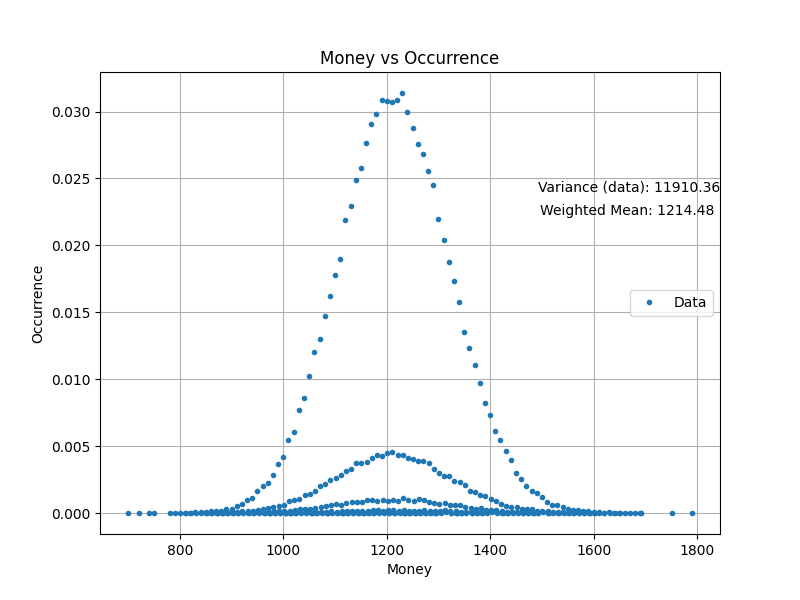 Money vs Occurrence
0.030
0.025
0.020
0.015
0.010
0.005
0.000
Occurrence
Variance (data): 11910.36
Weighted Mean: 1214.48
Data
800 1000 1200 1400 1600 1800
Money